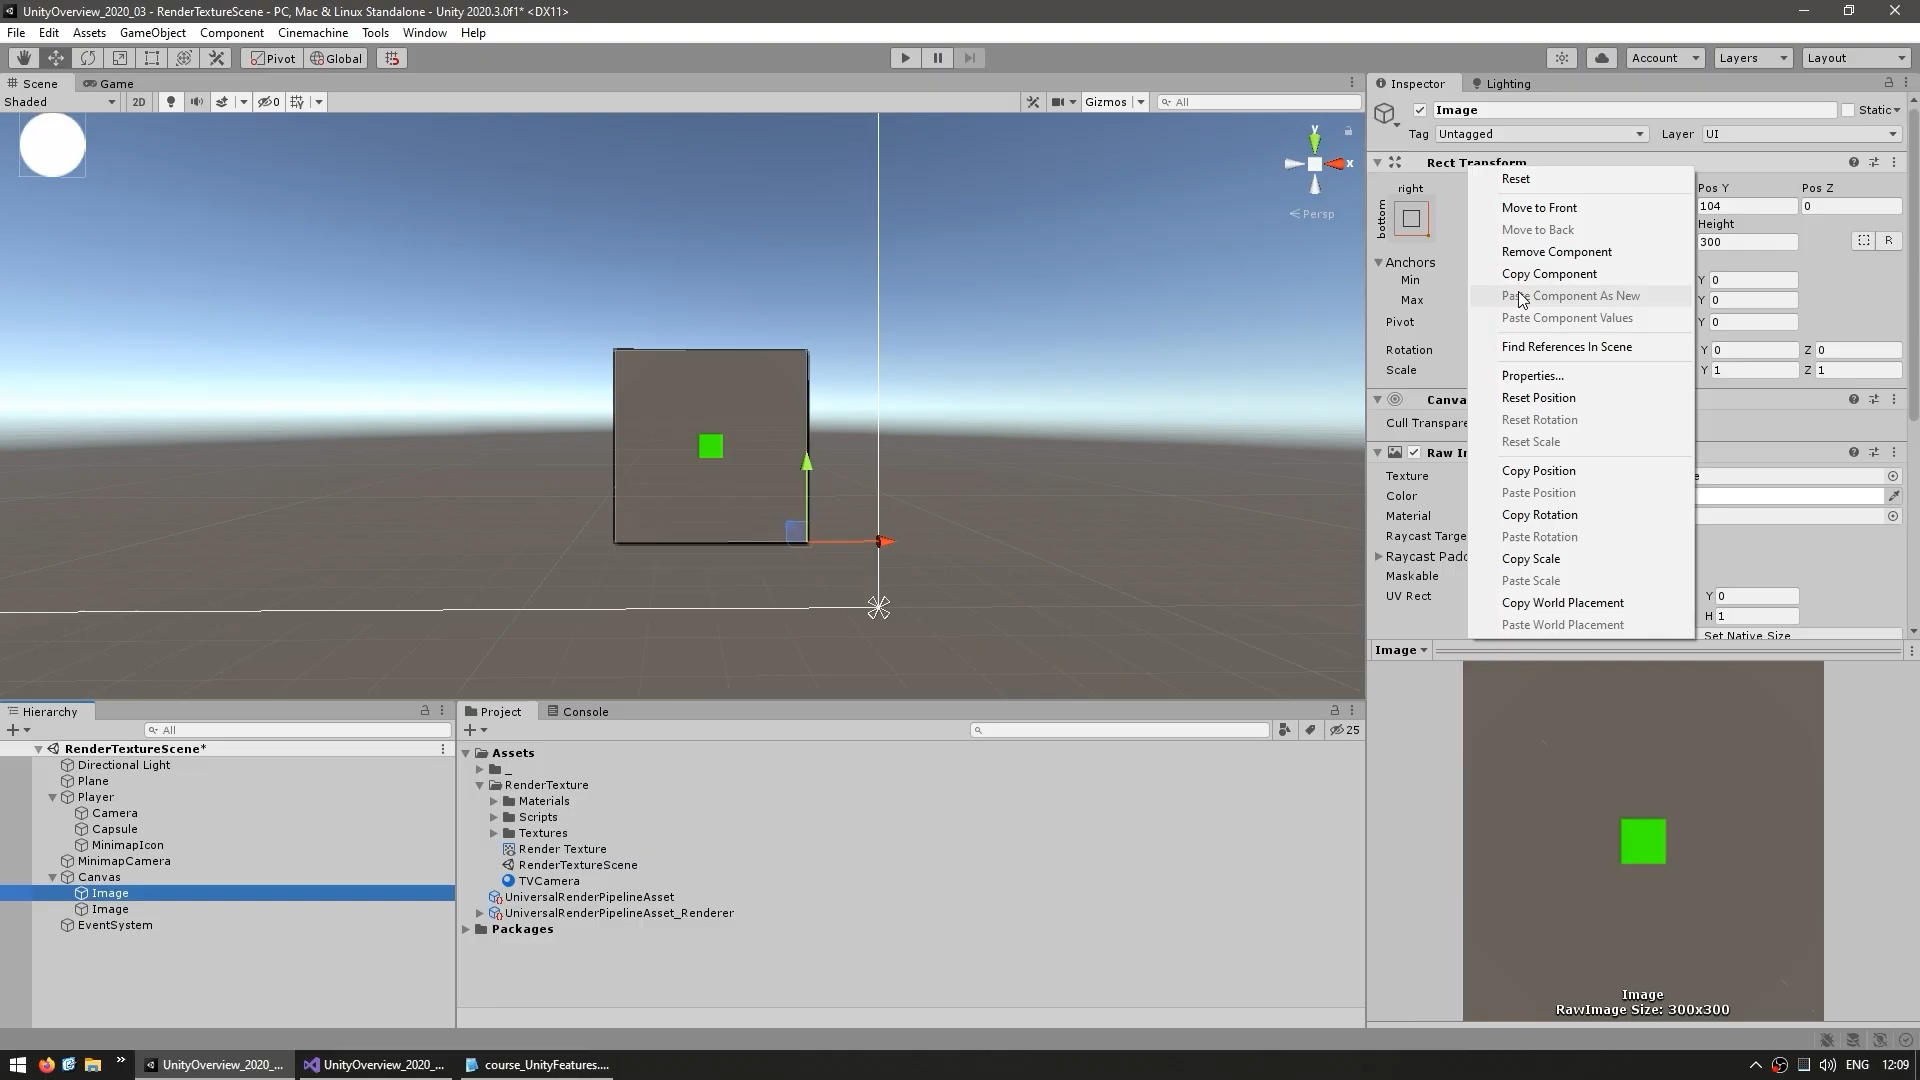 UnityOverview_2020_03 - RenderTextureScene - PC, Mac & Linux Standalone - Unity 2020.3.0f1* <DX11>
File Edit Assets GameObject Component Cinemachine Tools Window Help
Pivot Global Account Layers Layout
Scene Game
Shaded 2D 0 Gizmos All
y
x
Persp
Inspector Lighting
Image Static
Tag Untagged Layer UI
Rect Transform
right Pos Y Pos Z
bottom 104 0
Height
300 R
Anchors
Min Y 0
Max Y 0
Pivot Y 0
Rotation Y 0 Z 0
Scale Y 1 Z 1
Canva
Cull Transpare
Raw I
Texture e
Color
Material
Raycast Targe
Raycast Padd
Maskable
UV Rect Y 0
H 1
Set Native Size
Reset
Move to Front
Move to Back
Remove Component
Copy Component
Paste Component As New
Paste Component Values
Find References In Scene
Properties...
Reset Position
Reset Rotation
Reset Scale
Copy Position
Paste Position
Copy Rotation
Paste Rotation
Copy Scale
Paste Scale
Copy World Placement
Paste World Placement
Image
Image
RawImage Size: 300x300
Hierarchy
All
RenderTextureScene*
Directional Light
Plane
Player
Camera
Capsule
MinimapIcon
MinimapCamera
Canvas
Image
Image
EventSystem
Project Console
25
Assets
_
RenderTexture
Materials
Scripts
Textures
Render Texture
RenderTextureScene
TVCamera
UniversalRenderPipelineAsset
UniversalRenderPipelineAsset_Renderer
Packages
UnityOverview_2020_... UnityOverview_2020_... course_UnityFeatures.... ENG 12:09